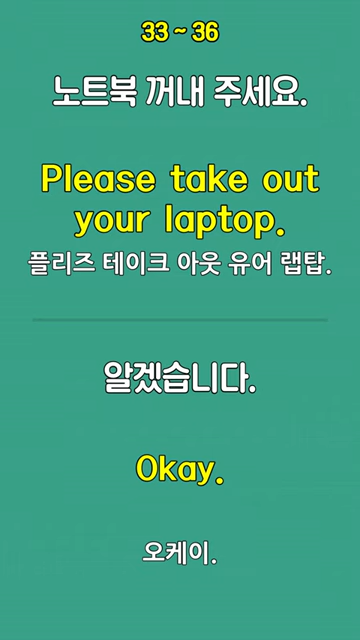 33 ~ 36
노트북 꺼내 주세요.
Please take out
your laptop.
플리즈 테이크 아웃 유어 랩탑.
알겠습니다.
Okay.
오케이.